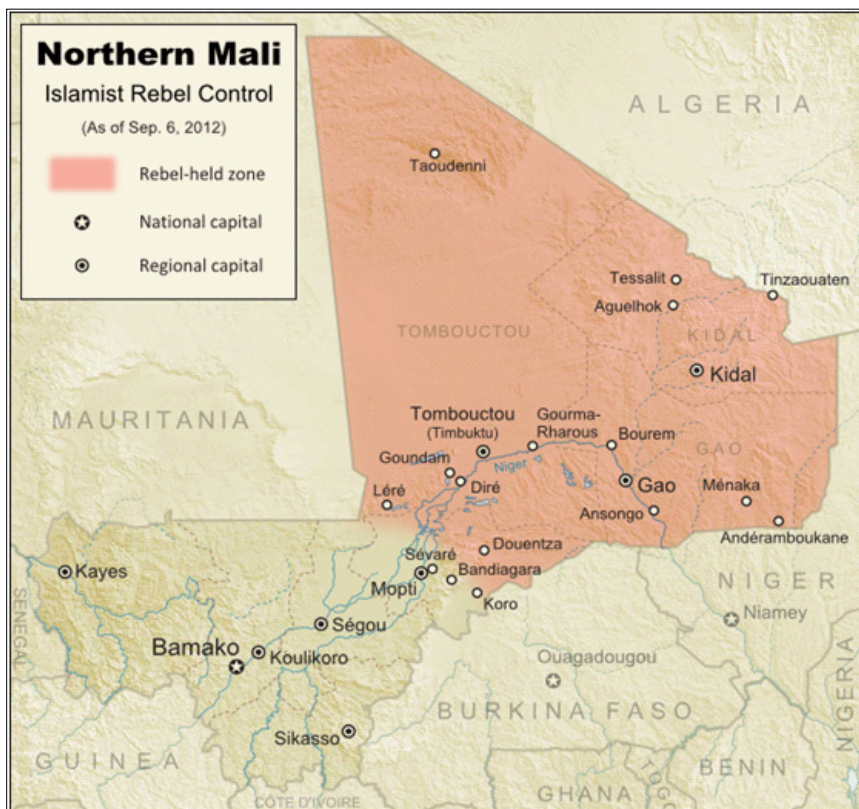 Northern Mali
Islamist Rebel Control
(As of Sep. 6, 2012)
Rebel-held zone
National capital
Regional capital
ALGERIA
Taoudenni
Tessalit
Tinzaouaten
Aguelhok
TOMBOUCTOU
KIDAL
Kidal
MAURITANIA
Tombouctou
(Timbuktu)
Gourma-
Rharous
Bourem
Goundam
Niger
GAO
Léré
Diré
Gao
Ménaka
Ansongo
Andéramboukane
Douentza
Sévaré
Bandiagara
Kayes
Mopti
Koro
NIGER
SENEGAL
Niamey
Ségou
Bamako
Koulikoro
Ouagadougou
BURKINA FASO
NIGERIA
Sikasso
GUINEA
BENIN
TOGO
GHANA
CÔTE D'IVOIRE